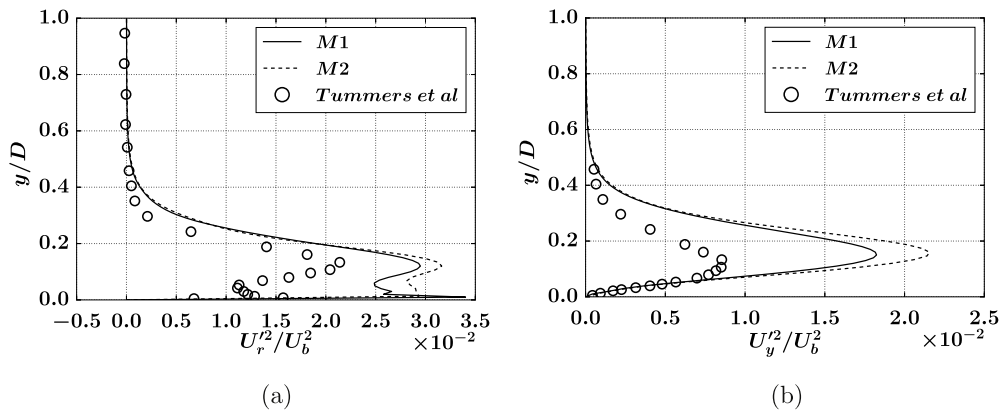 1.0
0.8
0.6
0.4
0.2
0.0
y/D
M1
M2
Tummers et al
−0.5 0.0 0.5 1.0 1.5 2.0 2.5 3.0 3.5
U′²ᵣ/U²_b
×10⁻²
(a)
1.0
0.8
0.6
0.4
0.2
0.0
y/D
M1
M2
Tummers et al
0.0 0.5 1.0 1.5 2.0 2.5
U′²_y/U²_b
×10⁻²
(b)